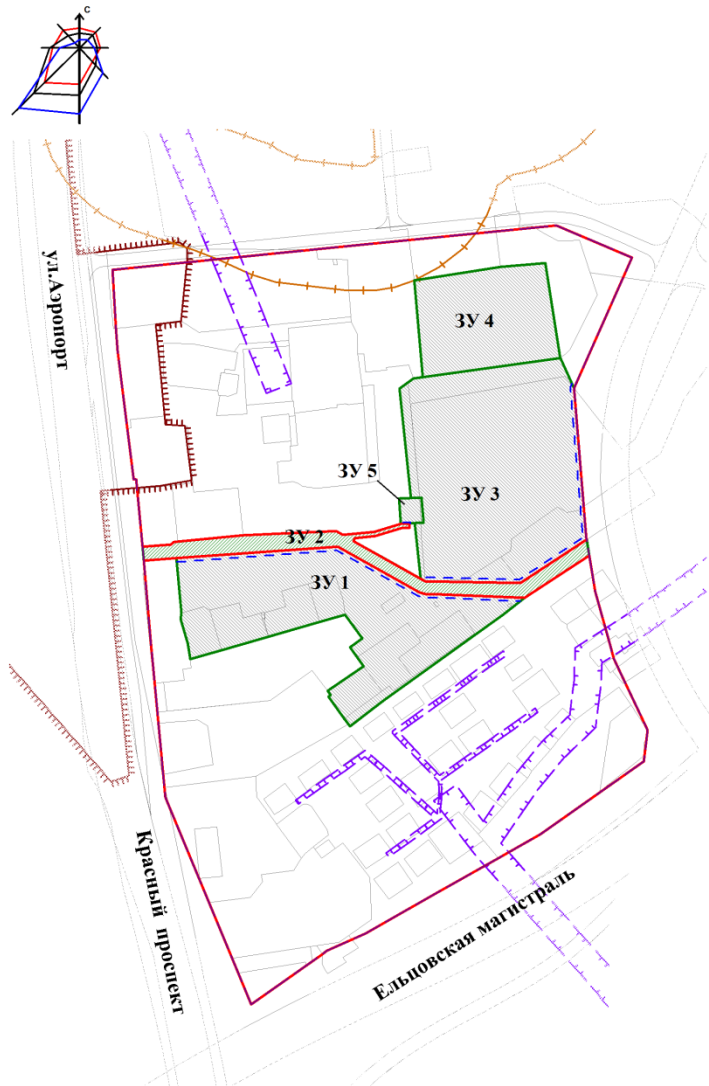 с
ул.Аэропорт
ЗУ 4
ЗУ 5
ЗУ 3
ЗУ 2
ЗУ 1
Красный проспект
Ельцовская магистраль